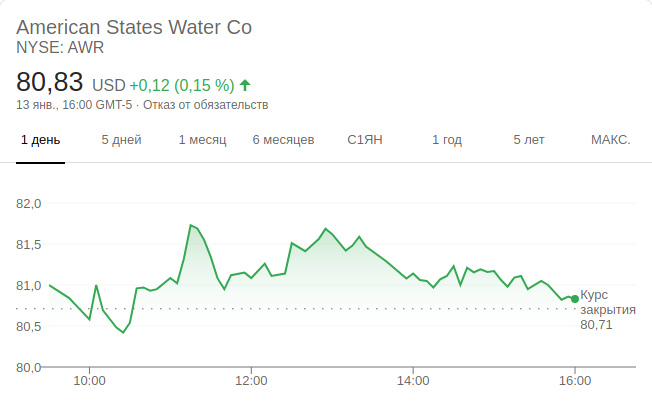 American States Water Co
NYSE: AWR
80,83 USD +0,12 (0,15 %)
13 янв., 16:00 GMT-5 · Отказ от обязательств
1 день 5 дней 1 месяц 6 месяцев С1ЯН 1 год 5 лет МАКС.
82,0
81,5
81,0
80,5
80,0
Курс
закрытия
80,71
10:00 12:00 14:00 16:00